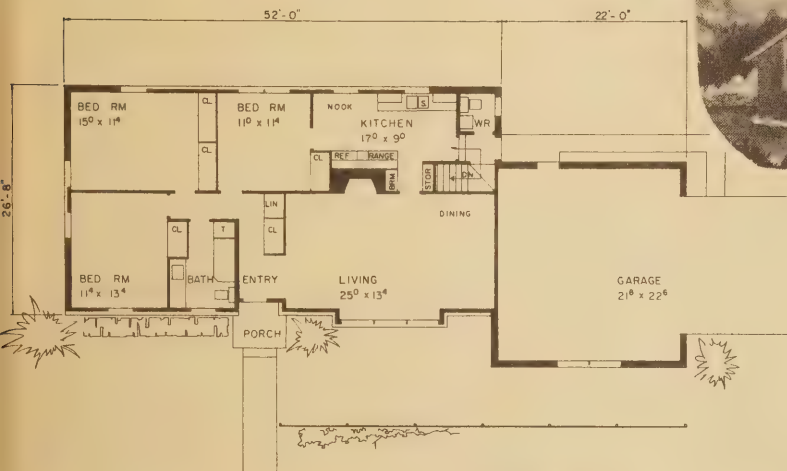 52'-0"
22'-0"
26'-8"
BED RM
15⁰ x 11⁴
P
P
BED RM
11⁰ x 11⁴
NOOK
S
KITCHEN
17⁰ x 9⁰
WR
CL
REF
RANGE
BRM
STOR
DN
LIN
CL
DINING
CL
T
BED RM
11⁴ x 13⁴
BATH
ENTRY
LIVING
25⁰ x 13⁴
GARAGE
21⁸ x 22⁶
PORCH